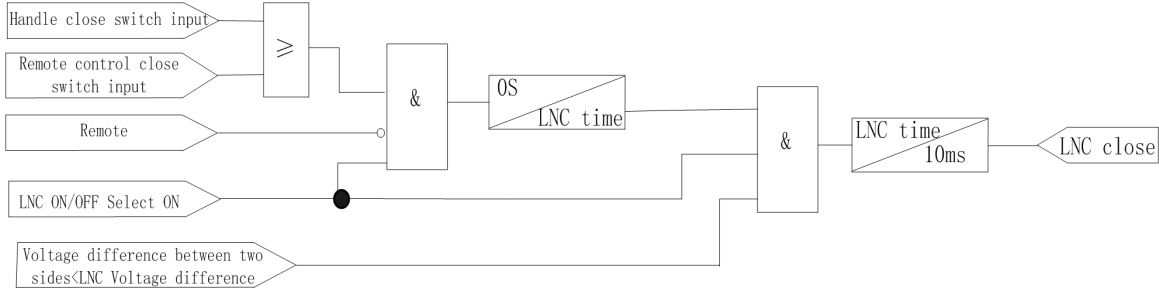 Handle close switch input
Remote control close
switch input
≥
Remote
LNC ON/OFF Select ON
Voltage difference between two
sides<LNC Voltage difference
&
OS
LNC time
&
LNC time
10ms
LNC close